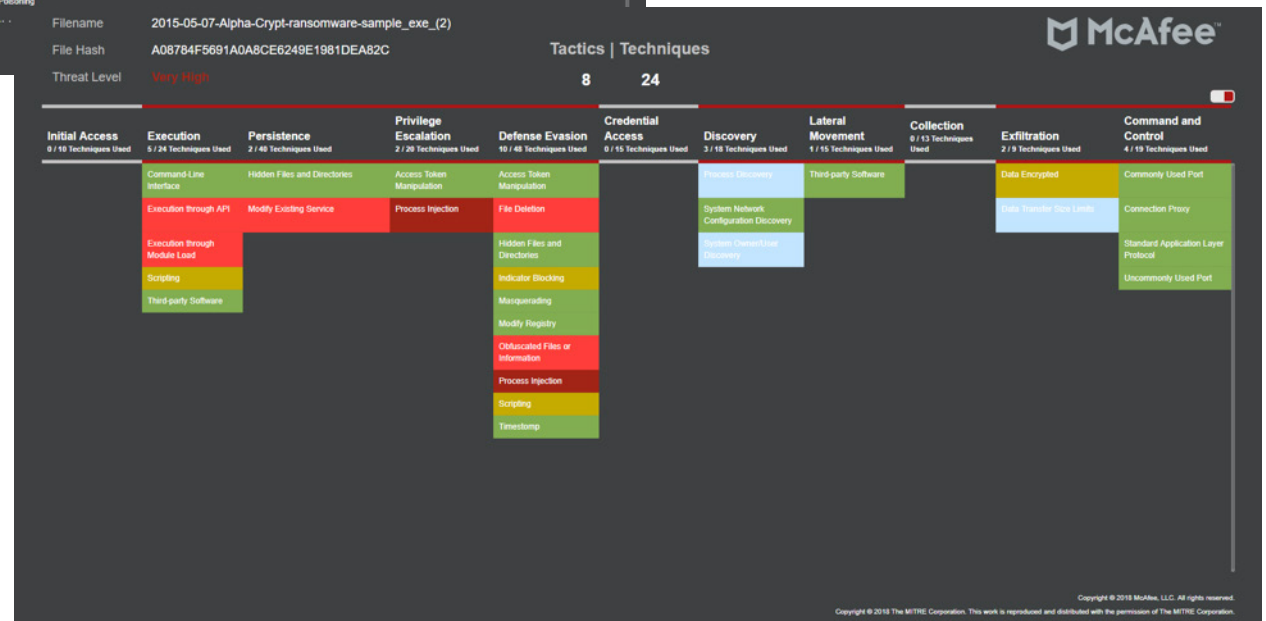 Poisoning
Filename 2015-05-07-Alpha-Crypt-ransomware-sample_exe_(2)
File Hash A08784F5691A0A8CE6249E1981DEA82C
Threat Level Very High
Tactics | Techniques
8 24
McAfee™
Initial Access
0 / 10 Techniques Used
Execution
5 / 24 Techniques Used
Persistence
2 / 40 Techniques Used
Privilege
Escalation
2 / 20 Techniques Used
Defense Evasion
10 / 48 Techniques Used
Credential
Access
0 / 15 Techniques Used
Discovery
3 / 18 Techniques Used
Lateral
Movement
1 / 15 Techniques Used
Collection
0 / 13 Techniques
Used
Exfiltration
2 / 9 Techniques Used
Command and
Control
4 / 19 Techniques Used
Command-Line
Interface
Execution through API
Execution through
Module Load
Scripting
Third-party Software
Hidden Files and Directories
Modify Existing Service
Access Token
Manipulation
Process Injection
Access Token
Manipulation
File Deletion
Hidden Files and
Directories
Indicator Blocking
Masquerading
Modify Registry
Obfuscated Files or
Information
Process Injection
Scripting
Timestomp
Process Discovery
System Network
Configuration Discovery
System Owner/User
Discovery
Third-party Software
Data Encrypted
Data Transfer Size Limits
Commonly Used Port
Connection Proxy
Standard Application Layer
Protocol
Uncommonly Used Port
Copyright © 2018 McAfee, LLC. All rights reserved.
Copyright © 2018 The MITRE Corporation. This work is reproduced and distributed with the permission of The MITRE Corporation.